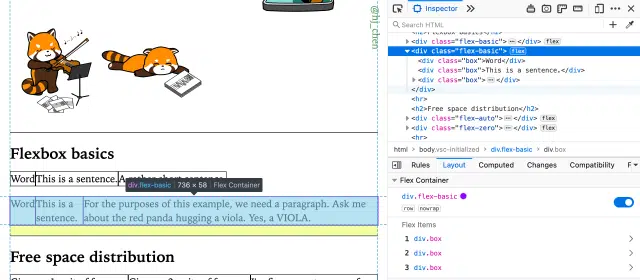 @hj_chen
Flexbox basics
Word This is a sentence.
div.flex-basic 736 × 58 Flex Container
Word This is a sentence. For the purposes of this example, we need a paragraph. Ask me about the red panda hugging a viola. Yes, a VIOLA.
Free space distribution
Inspector
Search HTML
<div class="flex-basic"> </div> flex
<div class="flex-basic"> flex
<div class="box">Word</div>
<div class="box">This is a sentence.</div>
<div class="box"> </div>
</div>
<hr>
<h2>Free space distribution</h2>
<div class="flex-auto"> </div> flex
<div class="flex-zero"> </div> flex
<hr>
html > body.vsc-initialized > div.flex-basic > div.box
Rules Layout Computed Changes Compatibility
Flex Container
div.flex-basic
row nowrap
Flex Items
1 div.box
2 div.box
3 div.box